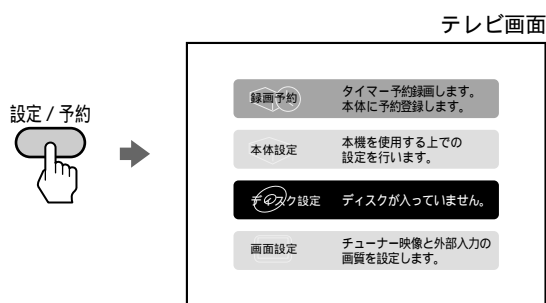 テレビ画面
設定 / 予約
録画予約
タイマー予約録画します。
本体に予約登録します。
本体設定
本機を使用する上での
設定を行います。
ディスク設定
ディスクが入っていません。
画面設定
チューナー映像と外部入力の
画質を設定します。